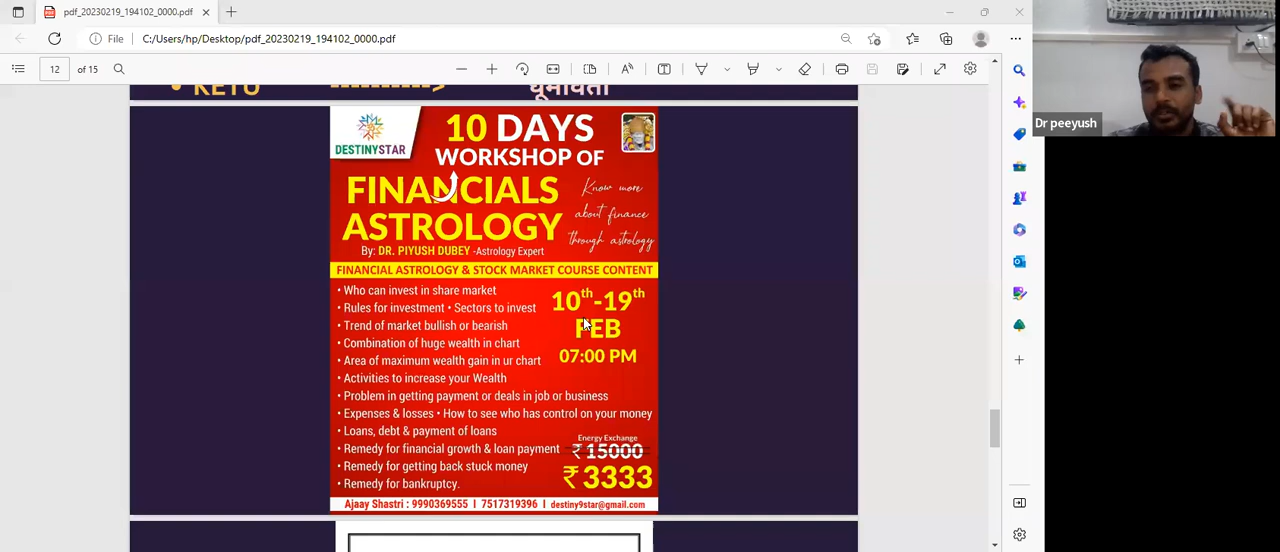 pdf_20230219_194102_0000.pdf
File
C:/Users/hp/Desktop/pdf_20230219_194102_0000.pdf
12
of 15
Dr peeyush
• KETU
धूमावती
DESTINYSTAR
10 DAYS
WORKSHOP OF
FINANCIALS
ASTROLOGY
Know more
about finance
through astrology
By: DR. PIYUSH DUBEY -Astrology Expert
FINANCIAL ASTROLOGY & STOCK MARKET COURSE CONTENT
• Who can invest in share market
• Rules for investment • Sectors to invest
• Trend of market bullish or bearish
• Combination of huge wealth in chart
• Area of maximum wealth gain in ur chart
• Activities to increase your Wealth
• Problem in getting payment or deals in job or business
• Expenses & losses • How to see who has control on your money
• Loans, debt & payment of loans
• Remedy for financial growth & loan payment
• Remedy for getting back stuck money
• Remedy for bankruptcy.
10th-19th
FEB
07:00 PM
Energy Exchange
₹ 15000
₹ 3333
Ajaay Shastri : 9990369555 I 7517319396 I destiny9star@gmail.com